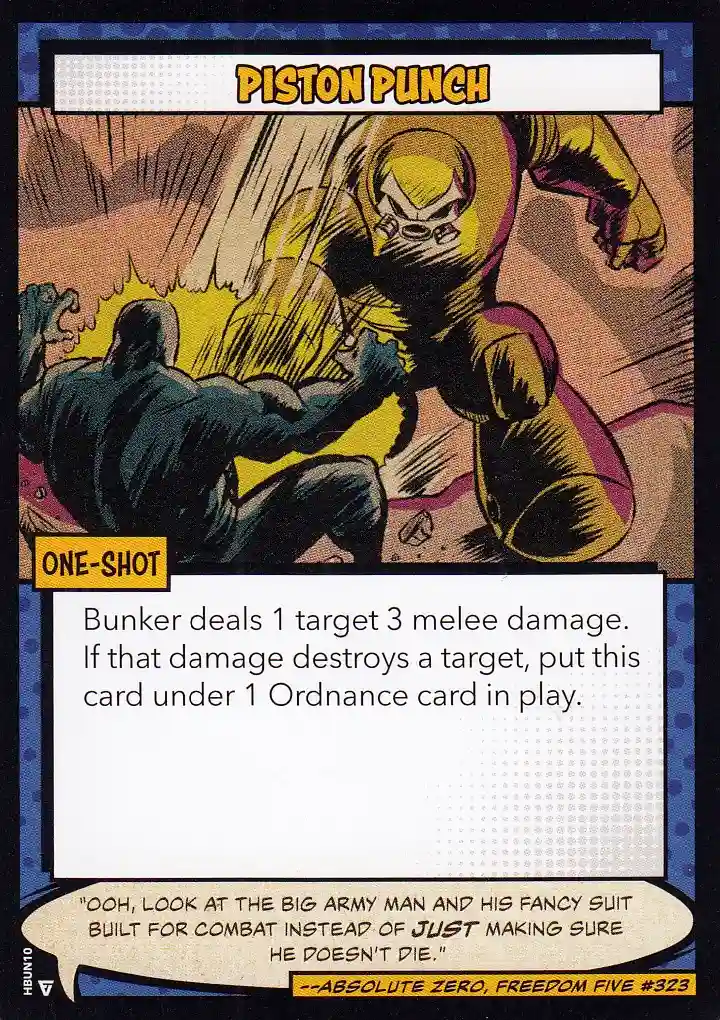 PISTON PUNCH
ONE-SHOT
Bunker deals 1 target 3 melee damage.
If that damage destroys a target, put this
card under 1 Ordnance card in play.
"OOH, LOOK AT THE BIG ARMY MAN AND HIS FANCY SUIT
BUILT FOR COMBAT INSTEAD OF JUST MAKING SURE
HE DOESN'T DIE."
--ABSOLUTE ZERO, FREEDOM FIVE #323
HBUN10